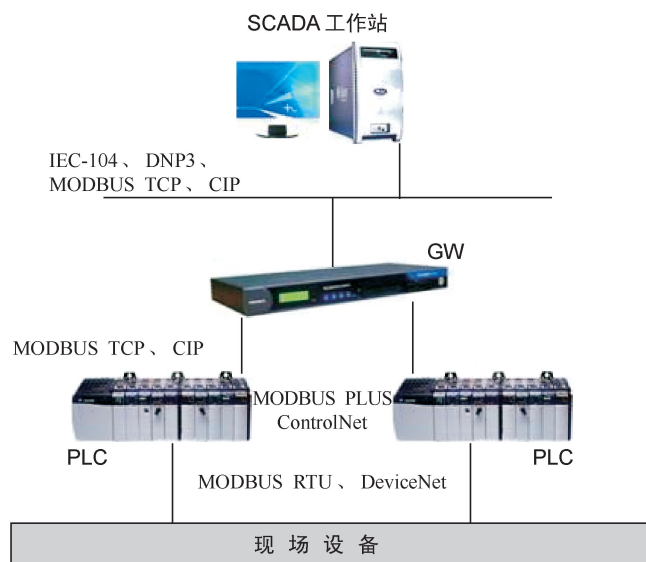 SCADA 工作站
IEC-104、DNP3、
MODBUS TCP、CIP
GW
MODBUS TCP、CIP
MODBUS PLUS
ControlNet
PLC
PLC
MODBUS RTU、DeviceNet
现场设备